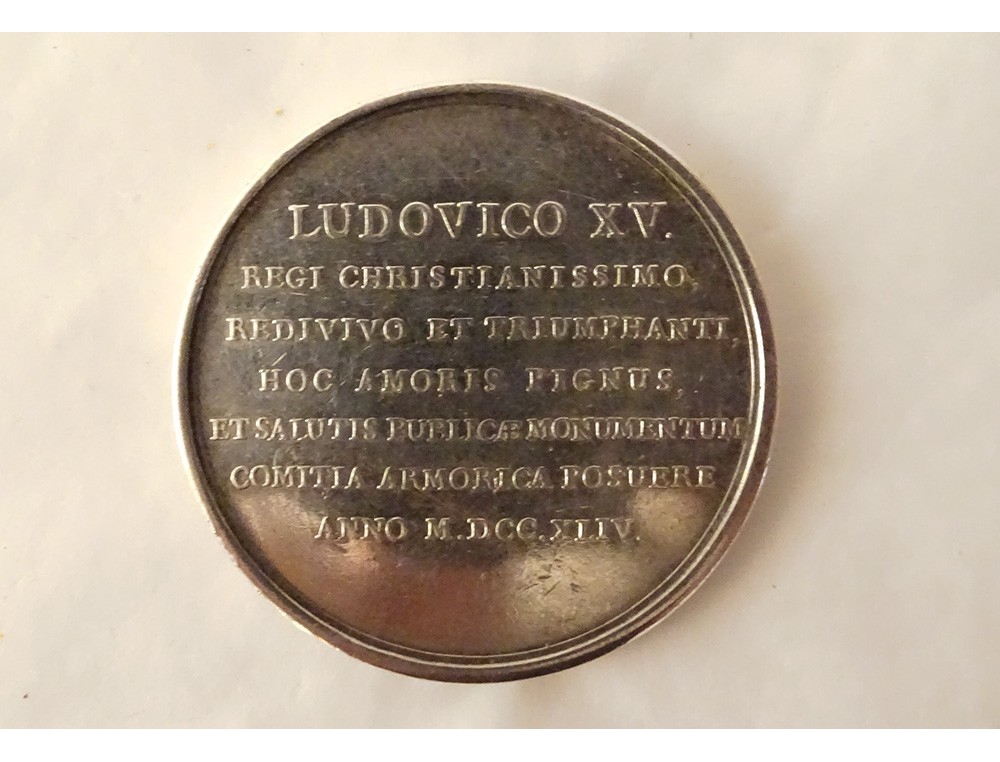 LUDOVICO XV.
REGI CHRISTIANISSIMO,
REDIVIVO ET TRIUMPHANTI,
HOC AMORIS PIGNUS,
ET SALUTIS PUBLICÆ MONUMENTUM
COMITIA ARMORICA POSUERE
ANNO M.DCC.XLIV.